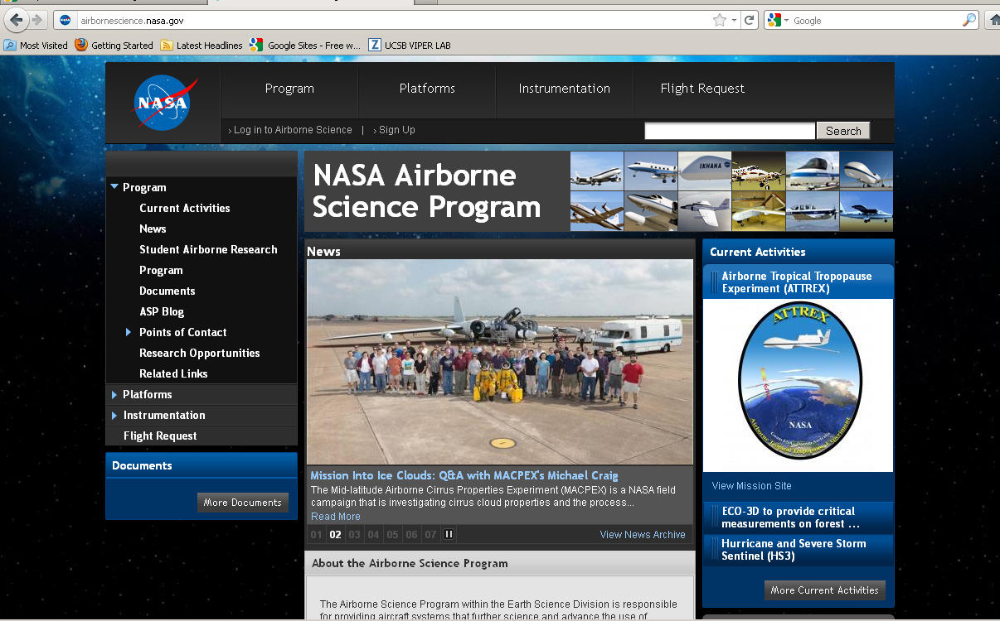 airbornescience.nasa.gov
Google
Most Visited
Getting Started
Latest Headlines
Google Sites - Free w...
UCSB VIPER LAB
NASA
Program
Platforms
Instrumentation
Flight Request
› Log in to Airborne Science | › Sign Up
Search
Program
Current Activities
News
Student Airborne Research
Program
Documents
ASP Blog
Points of Contact
Research Opportunities
Related Links
Platforms
Instrumentation
Flight Request
Documents
More Documents
NASA Airborne
Science Program
IKHANA
News
Mission Into Ice Clouds: Q&A with MACPEX's Michael Craig
The Mid-latitude Airborne Cirrus Properties Experiment (MACPEX) is a NASA field
campaign that is investigating cirrus cloud properties and the process...
Read More
01 02 03 04 05 06 07
View News Archive
About the Airborne Science Program
The Airborne Science Program within the Earth Science Division is responsible
for providing aircraft systems that further science and advance the use of
Current Activities
Airborne Tropical Tropopause
Experiment (ATTREX)
ATTREX
NASA
Airborne Tropical Tropopause Experiment
View Mission Site
ECO-3D to provide critical
measurements on forest ...
Hurricane and Severe Storm
Sentinel (HS3)
More Current Activities